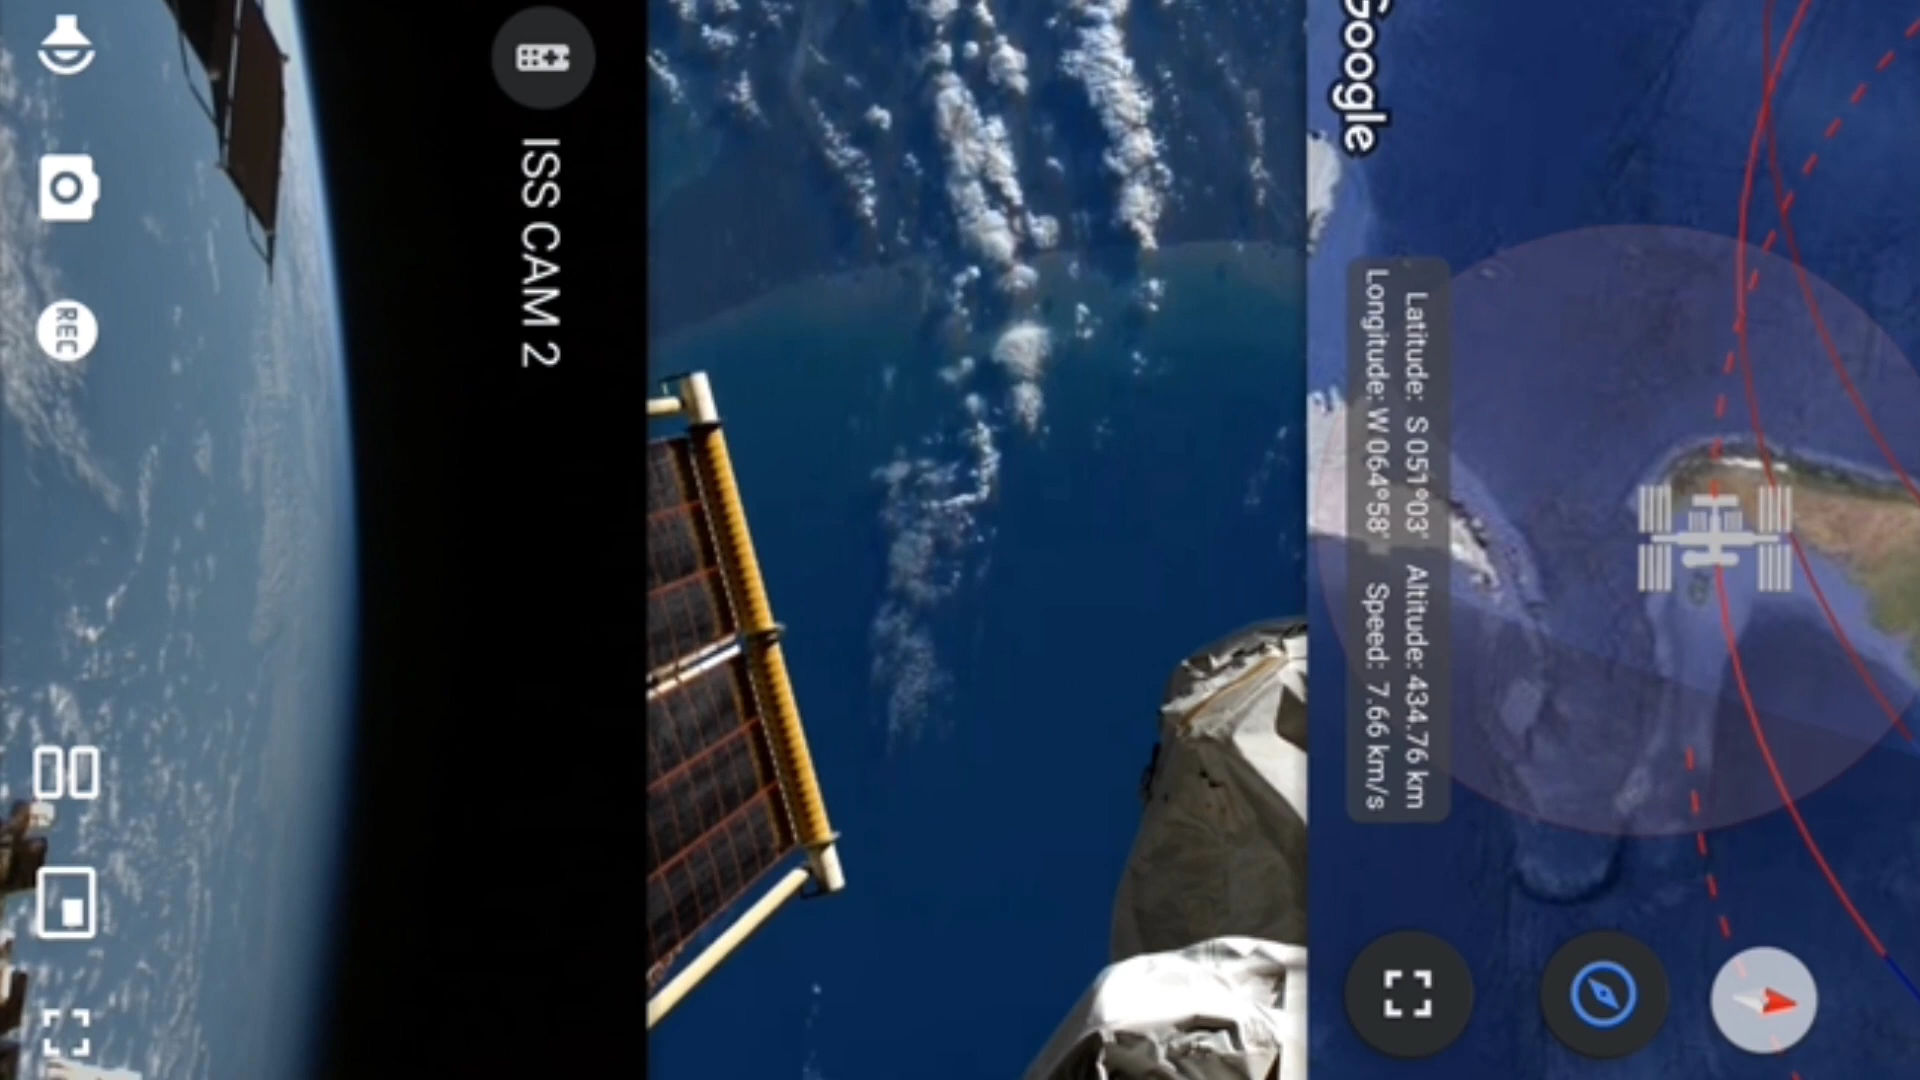 REC
ISS CAM 2
Google
Latitude: S 051°03' Altitude: 434.76 km
Longitude: W 064°58' Speed: 7.66 km/s